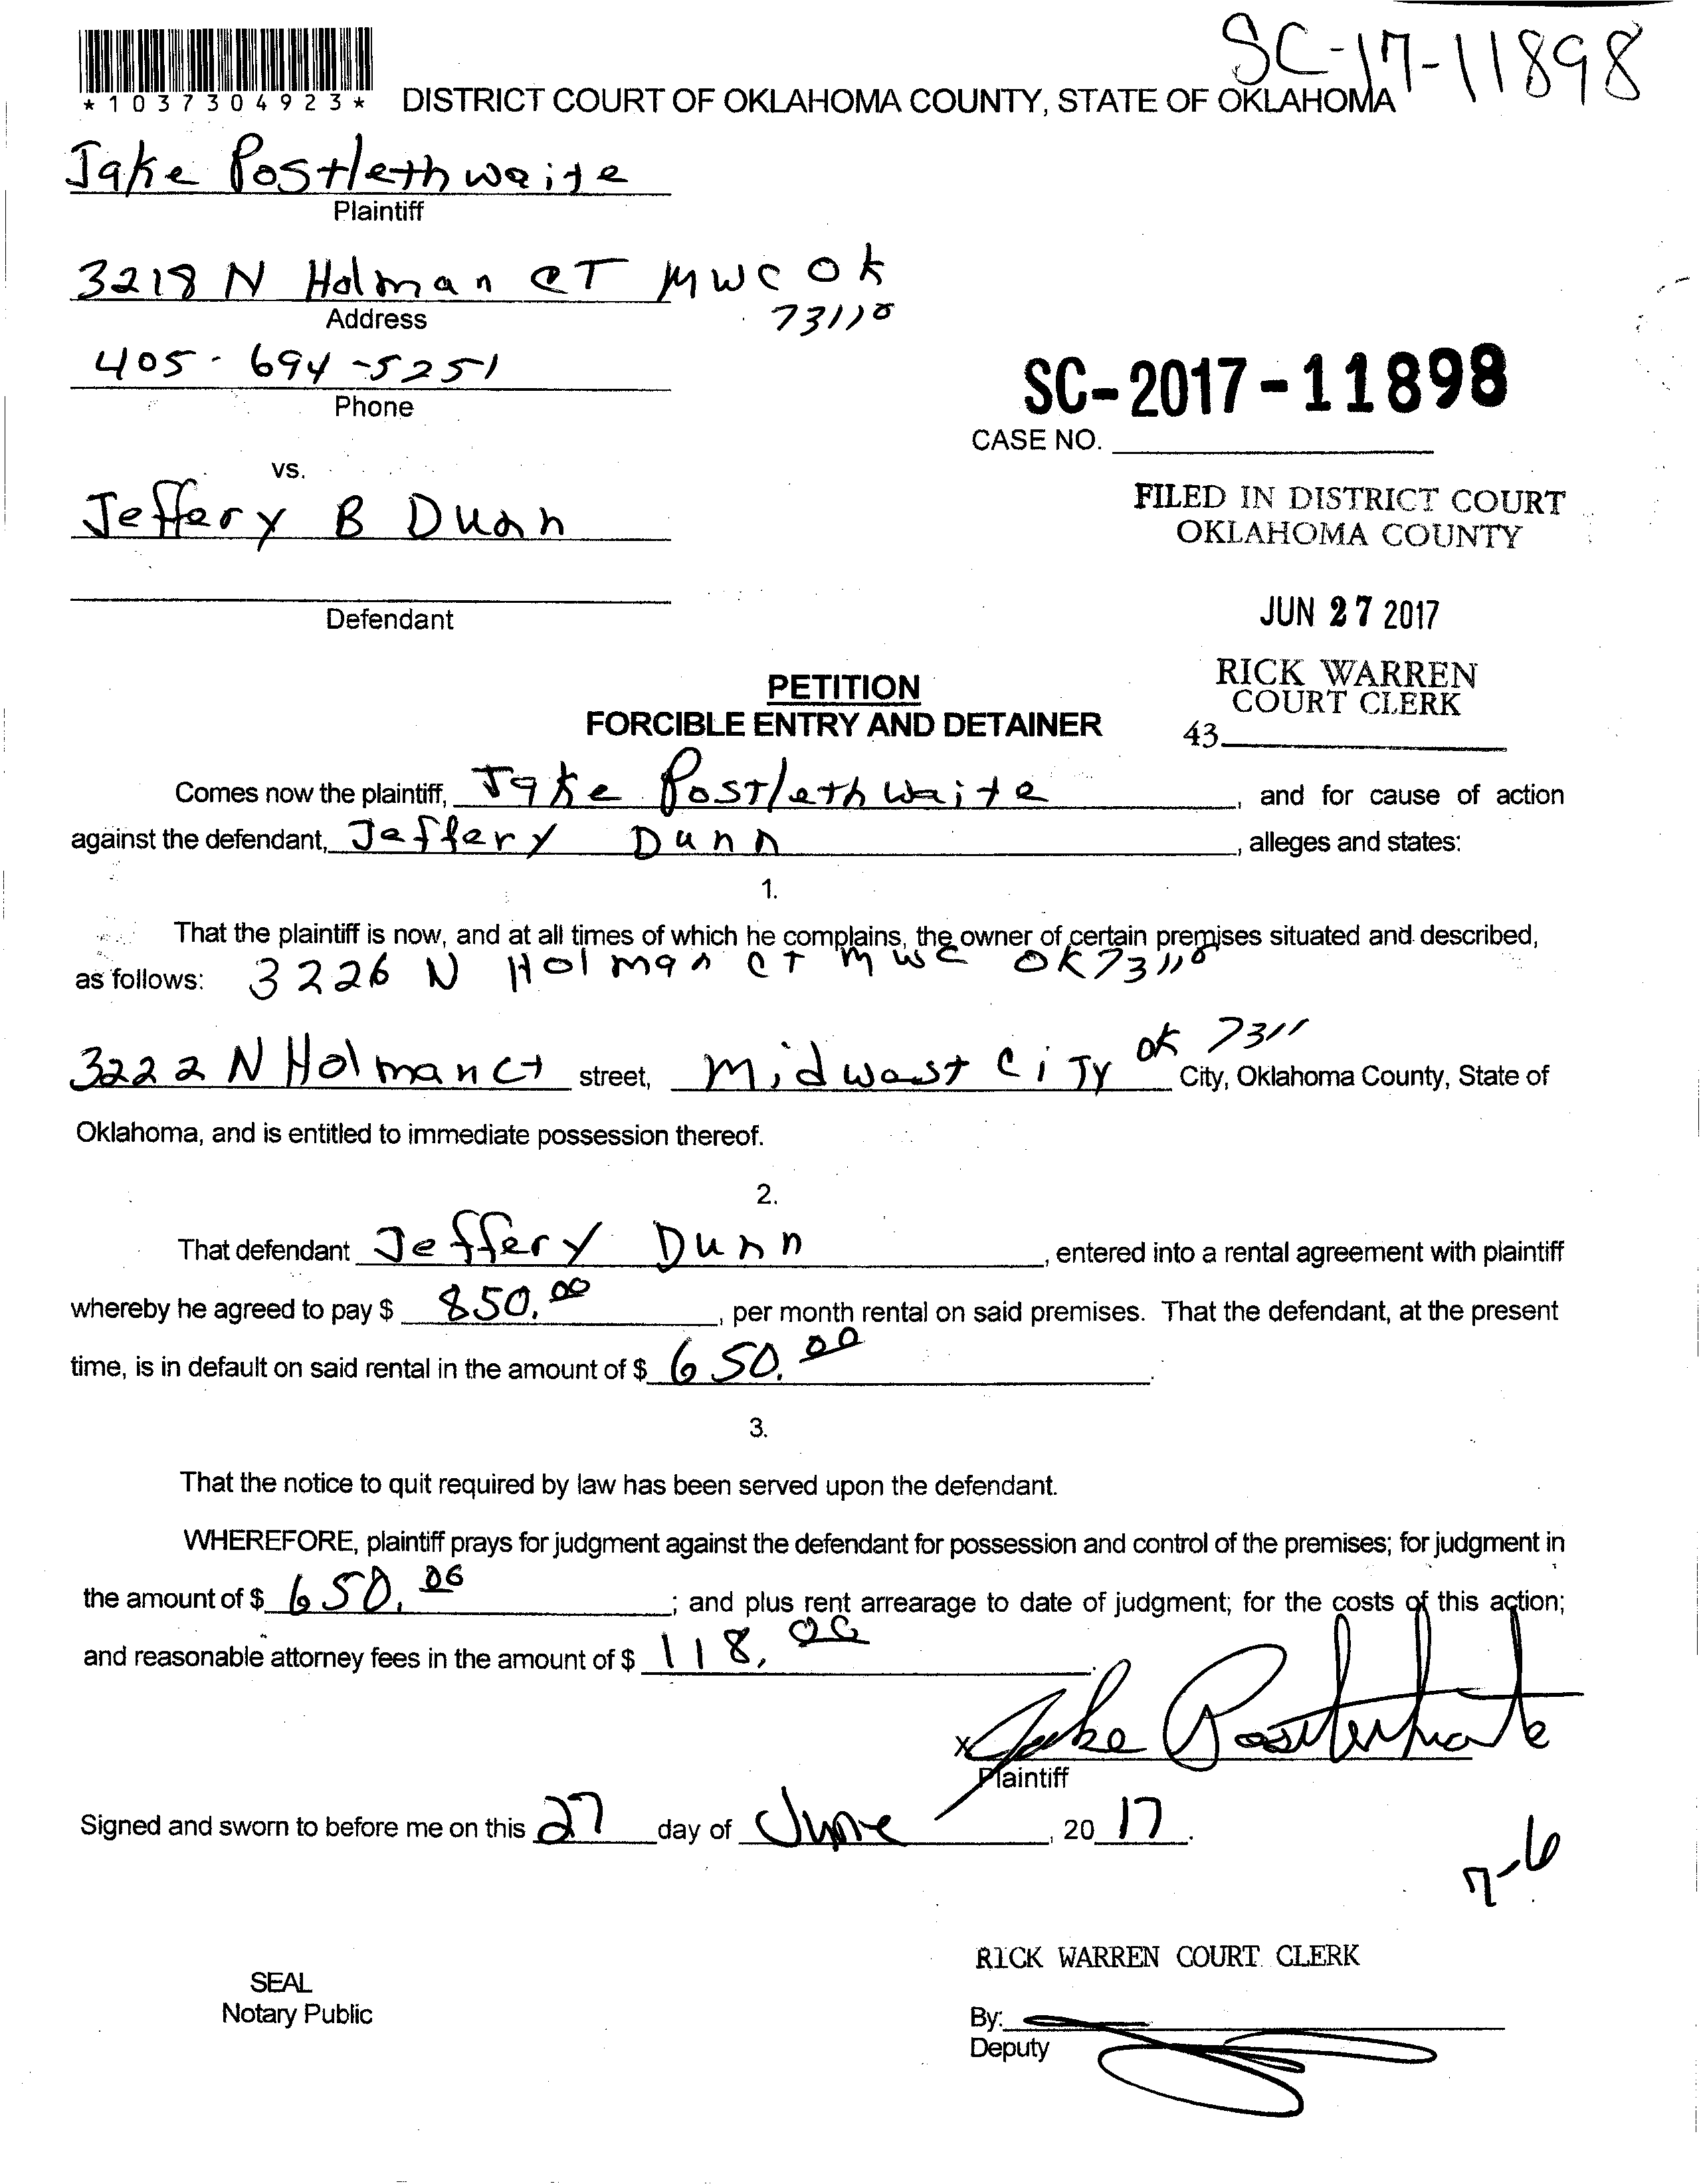 SC-17-11898
*1037304923*
DISTRICT COURT OF OKLAHOMA COUNTY, STATE OF OKLAHOMA
Jake Postlethwaite
Plaintiff
3218 N Holman CT MWC OK
73110
Address
405-694-5251
Phone
SC-2017-11898
CASE NO.
vs.
Jeffery B Dunn
FILED IN DISTRICT COURT
OKLAHOMA COUNTY
Defendant
JUN 27 2017
RICK WARREN
COURT CLERK
43
PETITION
FORCIBLE ENTRY AND DETAINER
Comes now the plaintiff, Jake Postlethwaite, and for cause of action
against the defendant, Jeffery Dunn, alleges and states:
1.
That the plaintiff is now, and at all times of which he complains, the owner of certain premises situated and described,
as follows: 3226 N Holman CT MWC OK 73110
3222 N Holman Ct street, Midwest CiTY OK 7311 City, Oklahoma County, State of
Oklahoma, and is entitled to immediate possession thereof.
2.
That defendant Jeffery Dunn, entered into a rental agreement with plaintiff
whereby he agreed to pay $ 850.00, per month rental on said premises. That the defendant, at the present
time, is in default on said rental in the amount of $ 650.00.
3.
That the notice to quit required by law has been served upon the defendant.
WHEREFORE, plaintiff prays for judgment against the defendant for possession and control of the premises; for judgment in
the amount of $ 650.00; and plus rent arrearage to date of judgment; for the costs of this action;
and reasonable attorney fees in the amount of $ 118.00.
x Jake Postlethwaite
Plaintiff
Signed and sworn to before me on this 27 day of June, 2017.
7-6
RICK WARREN COURT CLERK
SEAL
Notary Public
By:
Deputy